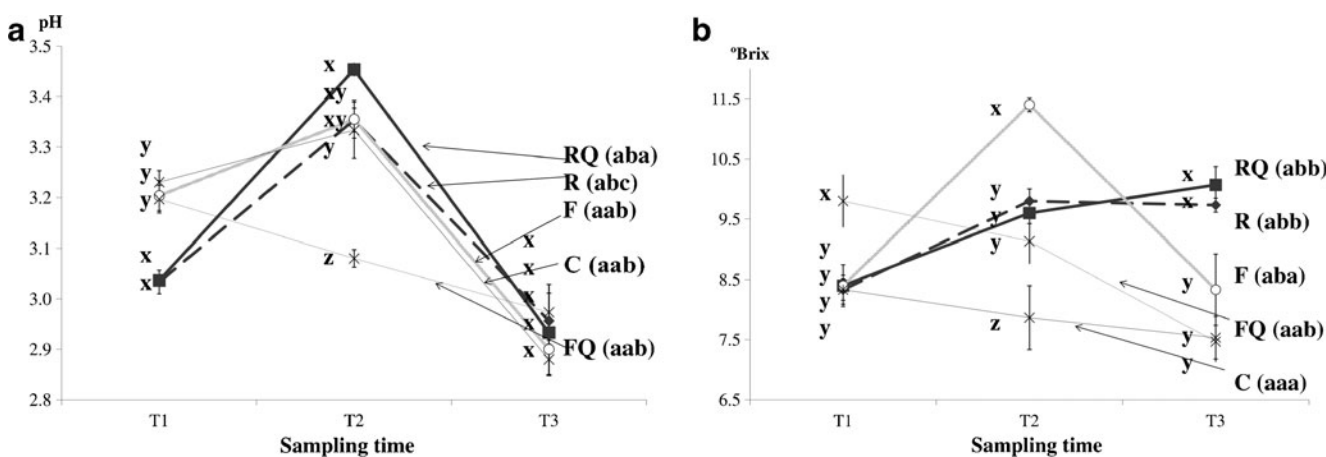 a
pH
3.5
3.4
3.3
3.2
3.1
3.0
2.9
2.8
x
xy
xy
y
y
y
y
x
x
z
x
x
x
x
x
RQ (aba)
R (abc)
F (aab)
C (aab)
FQ (aab)
T1 T2 T3
Sampling time
b
ºBrix
11.5
10.5
9.5
8.5
7.5
6.5
x
x
y
y
y
y
y
y
y
z
x
x
y
y
y
RQ (abb)
R (abb)
F (aba)
FQ (aab)
C (aaa)
T1 T2 T3
Sampling time